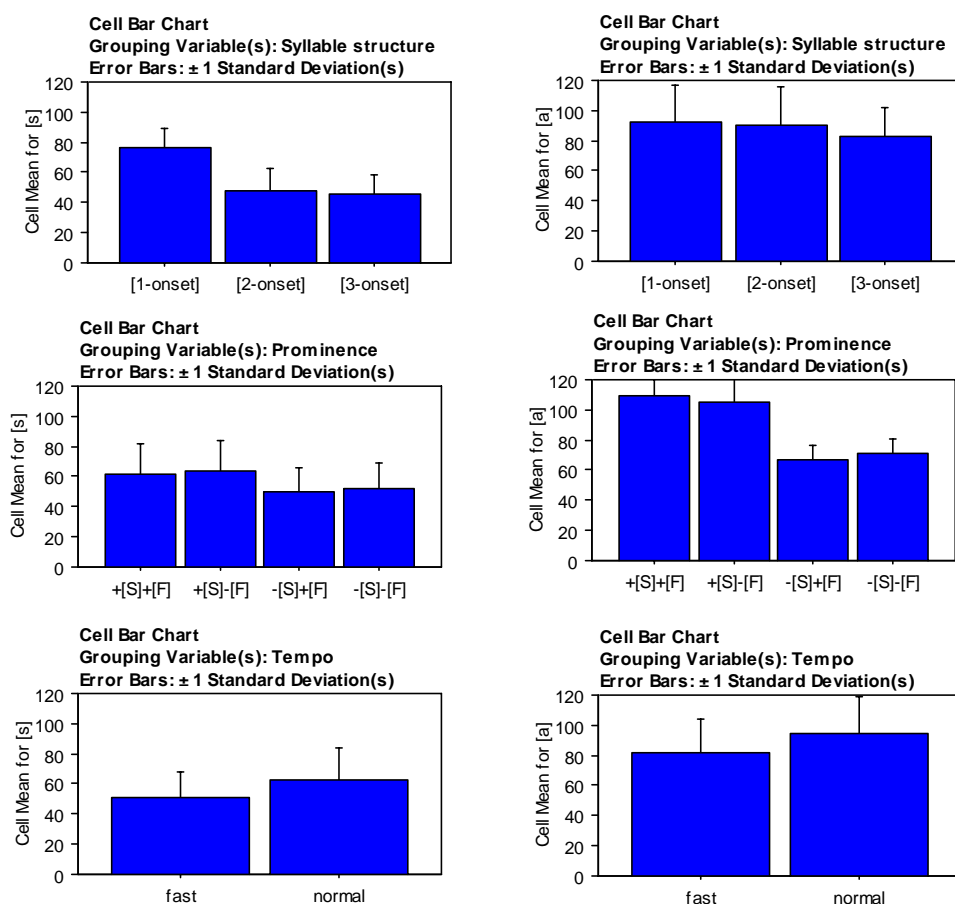 Cell Bar Chart
Grouping Variable(s): Syllable structure
Error Bars: ± 1 Standard Deviation(s)
Cell Mean for [s]
120
100
80
60
40
20
0
[1-onset] [2-onset] [3-onset]
Cell Bar Chart
Grouping Variable(s): Syllable structure
Error Bars: ± 1 Standard Deviation(s)
Cell Mean for [a]
120
100
80
60
40
20
0
[1-onset] [2-onset] [3-onset]
Cell Bar Chart
Grouping Variable(s): Prominence
Error Bars: ± 1 Standard Deviation(s)
Cell Mean for [s]
120
100
80
60
40
20
0
+[S]+[F] +[S]-[F] -[S]+[F] -[S]-[F]
Cell Bar Chart
Grouping Variable(s): Prominence
Error Bars: ± 1 Standard Deviation(s)
Cell Mean for [a]
120
100
80
60
40
20
0
+[S]+[F] +[S]-[F] -[S]+[F] -[S]-[F]
Cell Bar Chart
Grouping Variable(s): Tempo
Error Bars: ± 1 Standard Deviation(s)
Cell Mean for [s]
120
100
80
60
40
20
0
fast normal
Cell Bar Chart
Grouping Variable(s): Tempo
Error Bars: ± 1 Standard Deviation(s)
Cell Mean for [a]
120
100
80
60
40
20
0
fast normal